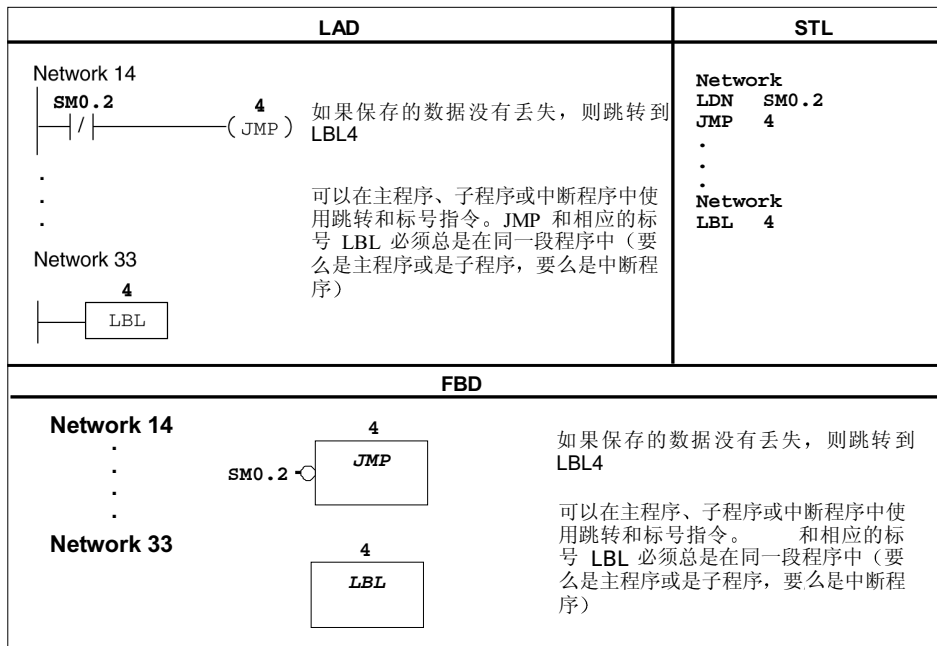 LAD
STL
Network 14
SM0.2
/
4
( JMP )
如果保存的数据没有丢失，则跳转到
LBL4
.
.
.
可以在主程序、子程序或中断程序中使
用跳转和标号指令。JMP 和相应的标
号 LBL 必须总是在同一段程序中（要
么是主程序或是子程序，要么是中断程
序）
Network 33
4
LBL
Network
LDN SM0.2
JMP 4
.
.
.
Network
LBL 4
FBD
Network 14
.
.
.
.
Network 33
4
SM0.2
JMP
4
LBL
如果保存的数据没有丢失，则跳转到
LBL4
可以在主程序、子程序或中断程序中使
用跳转和标号指令。 和相应的标
号 LBL 必须总是在同一段程序中（要
么是主程序或是子程序，要么是中断程
序）